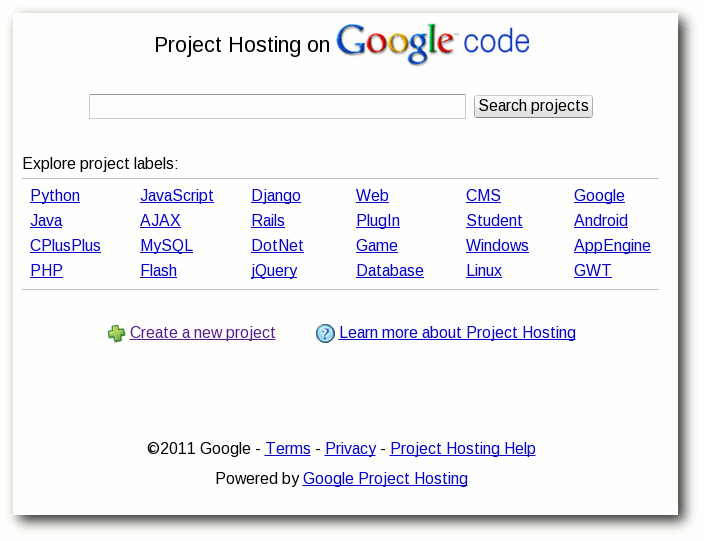 Project Hosting on Google code
Search projects
Explore project labels:
Python JavaScript Django Web CMS Google
Java AJAX Rails PlugIn Student Android
CPlusPlus MySQL DotNet Game Windows AppEngine
PHP Flash jQuery Database Linux GWT
Create a new project ? Learn more about Project Hosting
©2011 Google - Terms - Privacy - Project Hosting Help
Powered by Google Project Hosting